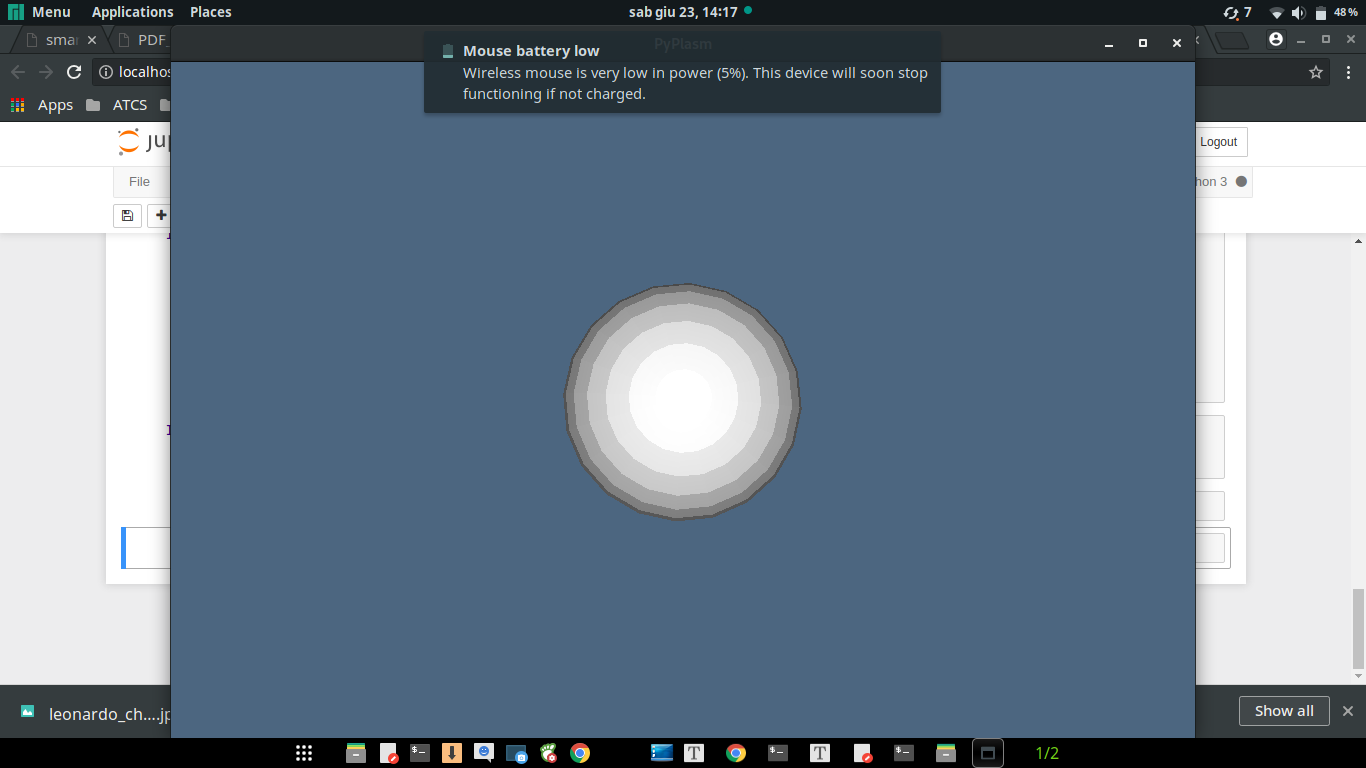 Menu Applications Places sab giu 23, 14:17 7 48%
smar PDF_
PyPlasm
Mouse battery low
Wireless mouse is very low in power (5%). This device will soon stop
functioning if not charged.
localhos
Apps ATCS
Logout
File
hon 3
leonardo_ch....jp
Show all
1/2